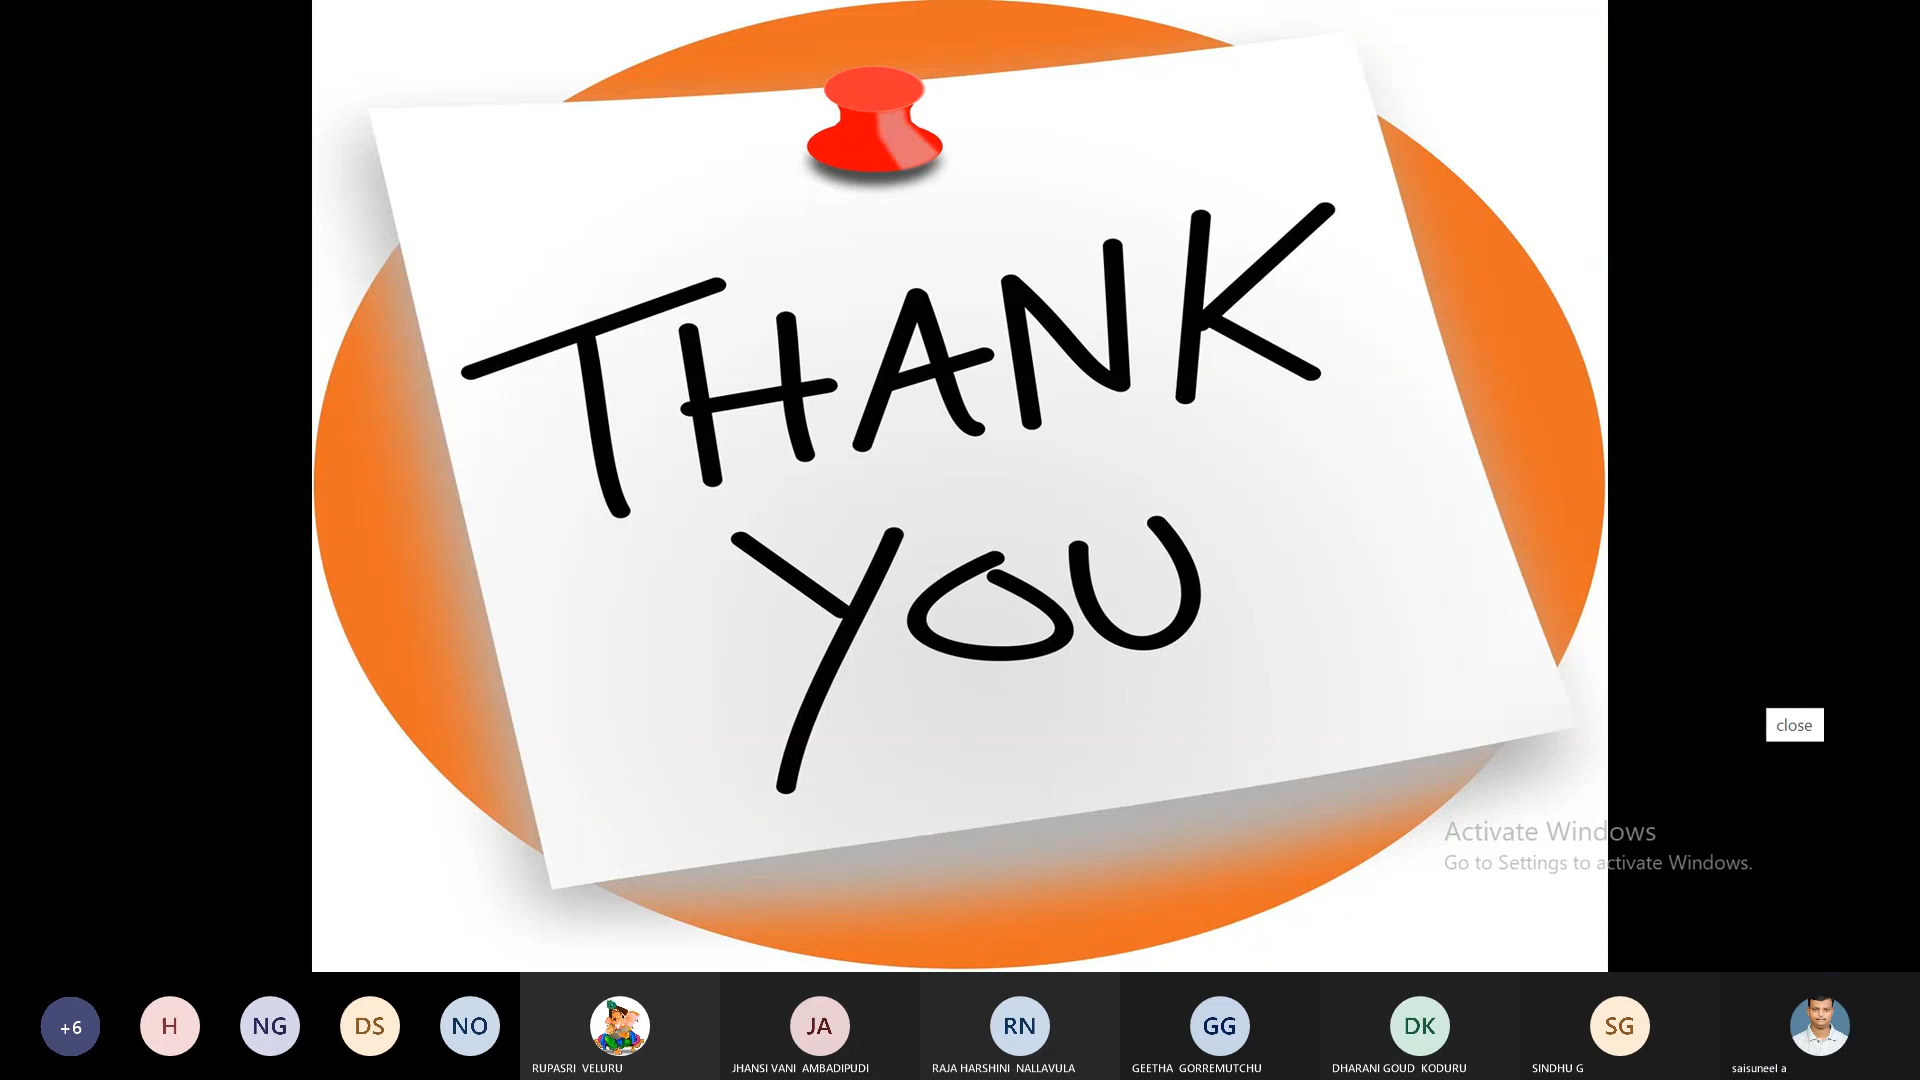 THANK
YOU
close
Activate Windows
Go to Settings to activate Windows.
+6
H
NG
DS
NO
JA
RN
GG
DK
SG
RUPASRI VELURU
JHANSI VANI AMBADIPUDI
RAJA HARSHINI NALLAVULA
GEETHA GORREMUTCHU
DHARANI GOUD KODURU
SINDHU G
saisuneel a